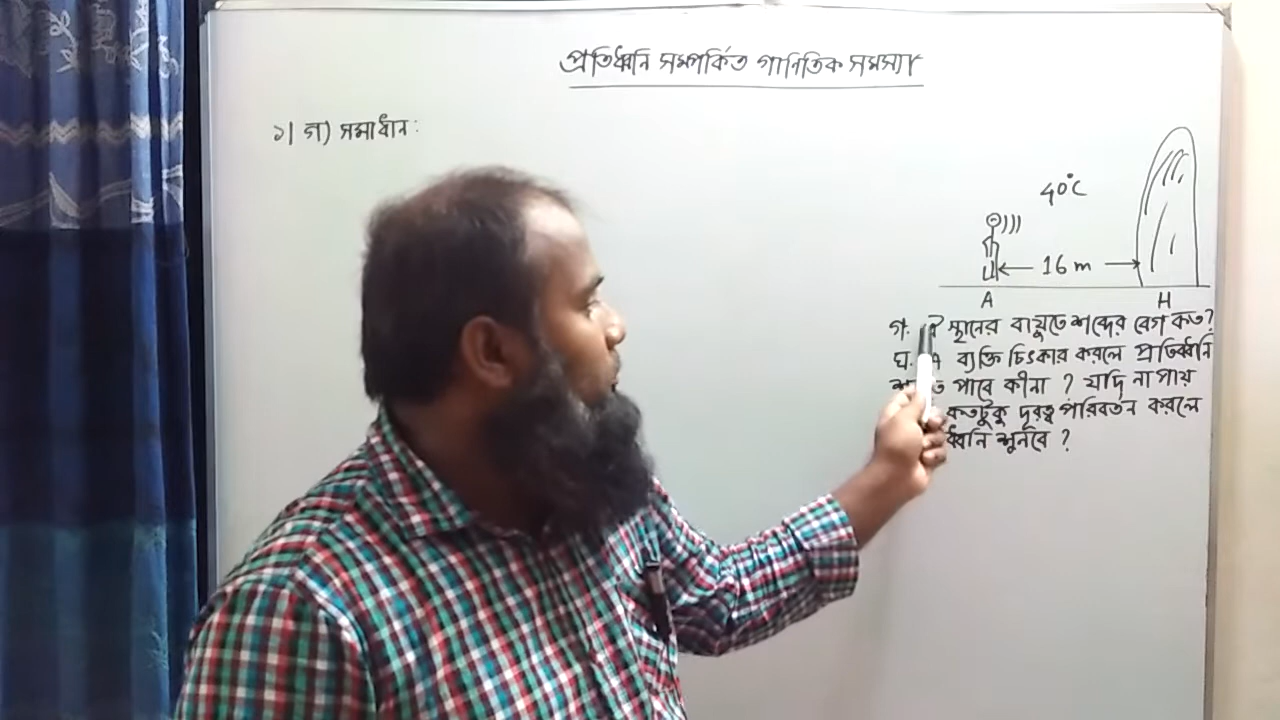 প্রতিধ্বনি সম্পর্কিত গাণিতিক সমস্যা
১। গ) সমাধান:
40°C
16 m
A
H
গ. স্থানের বায়ুতে শব্দের বেগ কত?
ঘ. A ব্যক্তি চিৎকার করলে প্রতিধ্বনি
পাবে কীনা ? যদি না পায়
কতটুকু দূরত্ব পরিবর্তন করলে
ধ্বনি শুনবে ?